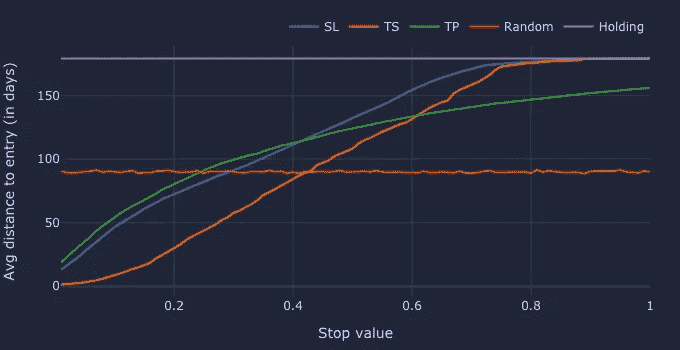 SL TS TP Random Holding
Avg distance to entry (in days)
150
100
50
0
0.2 0.4 0.6 0.8 1
Stop value